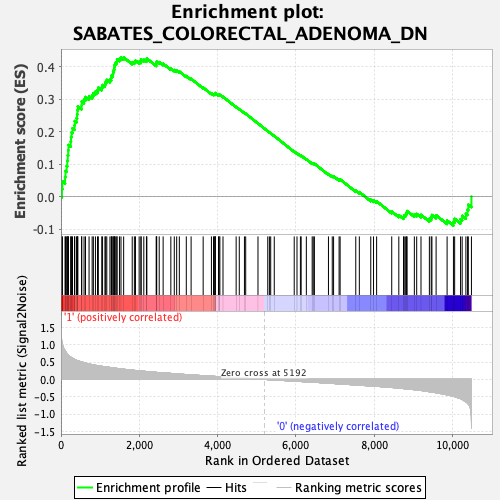 Enrichment plot:
SABATES_COLORECTAL_ADENOMA_DN
Enrichment score (ES)
0.4
0.3
0.2
0.1
0.0
-0.1
'1' (positively correlated)
Ranked list metric (Signal2Noise)
1.5
1.0
0.5
0.0
-0.5
-1.0
-1.5
Zero cross at 5192
'0' (negatively correlated)
0
2,000
4,000
6,000
8,000
10,000
Rank in Ordered Dataset
Enrichment profile
Hits
Ranking metric scores